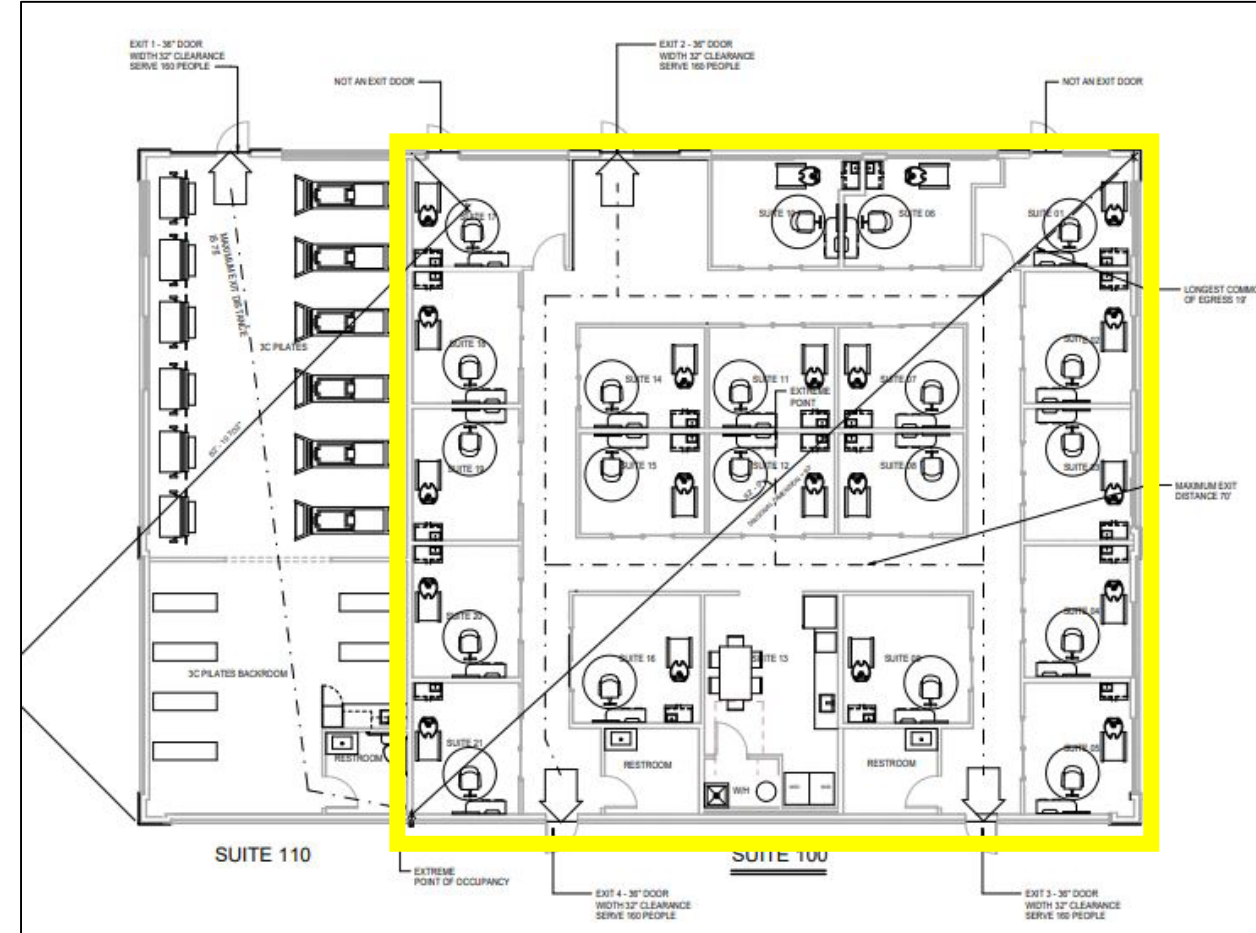 EXIT 1 - 36" DOOR
WIDTH 32" CLEARANCE
SERVE 160 PEOPLE
EXIT 2 - 36" DOOR
WIDTH 32" CLEARANCE
SERVE 160 PEOPLE
NOT AN EXIT DOOR
NOT AN EXIT DOOR
SUITE 17
SUITE 10
SUITE 06
SUITE 01
MAXIMUM EXIT DISTANCE
LONGEST COMMO
OF EGRESS 19'
3C PILATES
SUITE 18
SUITE 02
SUITE 14
SUITE 11
SUITE 07
EXTREME
POINT
SUITE 19
SUITE 15
SUITE 12
SUITE 08
SUITE 03
MAXIMUM EXIT
DISTANCE 70'
SUITE 20
SUITE 04
SUITE 16
SUITE 13
SUITE 09
3C PILATES BACKROOM
SUITE 21
SUITE 05
RESTROOM
RESTROOM
RESTROOM
W/H
SUITE 110
SUITE 100
EXTREME
POINT OF OCCUPANCY
EXIT 4 - 36" DOOR
WIDTH 32" CLEARANCE
SERVE 160 PEOPLE
EXIT 3 - 36" DOOR
WIDTH 32" CLEARANCE
SERVE 160 PEOPLE